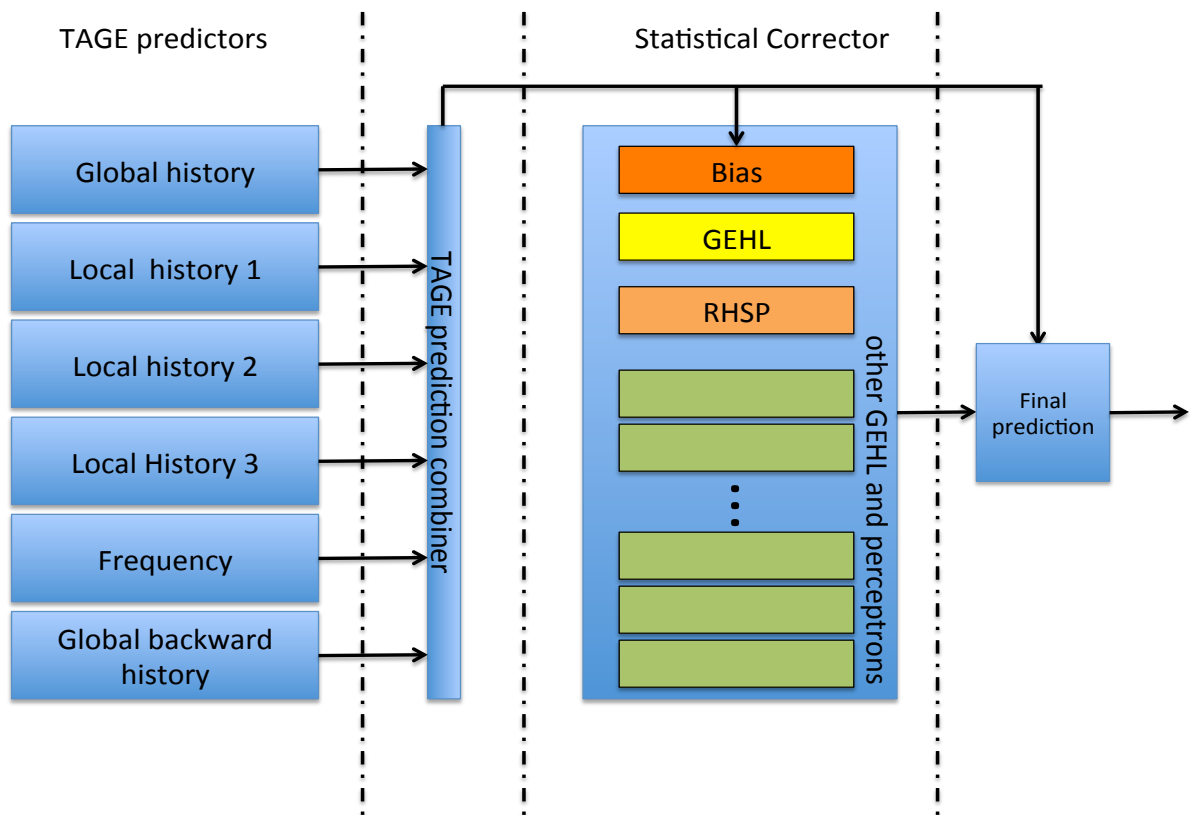 TAGE predictors
Statistical Corrector
Global history
Local history 1
Local history 2
Local History 3
Frequency
Global backward
history
TAGE prediction combiner
Bias
GEHL
RHSP
other GEHL and perceptrons
Final
prediction